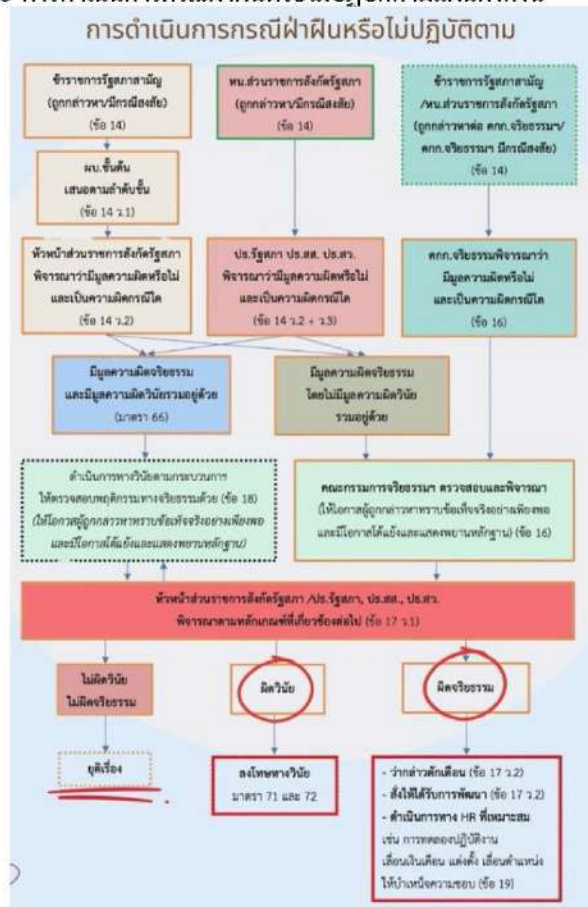 การดำเนินการกรณีฝ่าฝืนหรือไม่ปฏิบัติตาม
ข้าราชการรัฐสภาสามัญ
(ถูกกล่าวหา/มีกรณีสงสัย)
(ข้อ 14)
หน.ส่วนราชการสังกัดรัฐสภา
(ถูกกล่าวหา/มีกรณีสงสัย)
(ข้อ 14)
ข้าราชการรัฐสภาสามัญ
/หน.ส่วนราชการสังกัดรัฐสภา
(ถูกกล่าวหาต่อ คกก.จริยธรรมฯ/
คกก.จริยธรรมฯ มีกรณีสงสัย)
(ข้อ 14)
ผบ.ชั้นต้น
เสนอตามลำดับชั้น
(ข้อ 14 ว.1)
หัวหน้าส่วนราชการสังกัดรัฐสภา
พิจารณาว่ามีมูลความผิดหรือไม่
และเป็นความผิดกรณีใด
(ข้อ 14 ว.2)
ปธ.รัฐสภา ปธ.สส. ปธ.สว.
พิจารณาว่ามีมูลความผิดหรือไม่
และเป็นความผิดกรณีใด
(ข้อ 14 ว.2 + ว.3)
คกก.จริยธรรมพิจารณาว่า
มีมูลความผิดหรือไม่
และเป็นความผิดกรณีใด
(ข้อ 16)
มีมูลความผิดจริยธรรม
และมีมูลความผิดวินัยรวมอยู่ด้วย
(มาตรา 66)
มีมูลความผิดจริยธรรม
โดยไม่มีมูลความผิดวินัย
รวมอยู่ด้วย
ดำเนินการทางวินัยตามกระบวนการ
ให้ตรวจสอบพฤติกรรมทางจริยธรรมด้วย (ข้อ 18)
(ให้โอกาสผู้ถูกกล่าวหาทราบข้อเท็จจริงอย่างเพียงพอ
และมีโอกาสโต้แย้งและแสดงพยานหลักฐาน)
คณะกรรมการจริยธรรมฯ ตรวจสอบและพิจารณา
(ให้โอกาสผู้ถูกกล่าวหาทราบข้อเท็จจริงอย่างเพียงพอ
และมีโอกาสโต้แย้งและแสดงพยานหลักฐาน) (ข้อ 16)
หัวหน้าส่วนราชการสังกัดรัฐสภา /ปธ.รัฐสภา, ปธ.สส., ปธ.สว.
พิจารณาตามหลักเกณฑ์ที่เกี่ยวข้องต่อไป (ข้อ 17 ว.1)
ไม่ผิดวินัย
ไม่ผิดจริยธรรม
ผิดวินัย
ผิดจริยธรรม
ยุติเรื่อง
ลงโทษทางวินัย
มาตรา 71 และ 72
- ว่ากล่าวตักเตือน (ข้อ 17 ว.2)
- สั่งให้ได้รับการพัฒนา (ข้อ 17 ว.2)
- ดำเนินการทาง HR ที่เหมาะสม
เช่น การทดลองปฏิบัติงาน
เลื่อนเงินเดือน แต่งตั้ง เลื่อนตำแหน่ง
ให้บำเหน็จความชอบ (ข้อ 19)